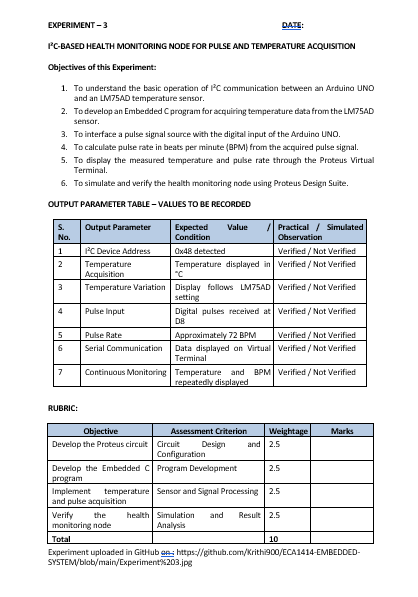 EXPERIMENT – 3 DATE:
I²C-BASED HEALTH MONITORING NODE FOR PULSE AND TEMPERATURE ACQUISITION
Objectives of this Experiment:
1. To understand the basic operation of I²C communication between an Arduino UNO
and an LM75AD temperature sensor.
2. To develop an Embedded C program for acquiring temperature data from the LM75AD
sensor.
3. To interface a pulse signal source with the digital input of the Arduino UNO.
4. To calculate pulse rate in beats per minute (BPM) from the acquired pulse signal.
5. To display the measured temperature and pulse rate through the Proteus Virtual
Terminal.
6. To simulate and verify the health monitoring node using Proteus Design Suite.
OUTPUT PARAMETER TABLE – VALUES TO BE RECORDED
S. Output Parameter Expected Value / Practical / Simulated
No. Condition Observation
1 I²C Device Address 0x48 detected Verified / Not Verified
2 Temperature Temperature displayed in Verified / Not Verified
Acquisition °C
3 Temperature Variation Display follows LM75AD Verified / Not Verified
setting
4 Pulse Input Digital pulses received at Verified / Not Verified
D8
5 Pulse Rate Approximately 72 BPM Verified / Not Verified
6 Serial Communication Data displayed on Virtual Verified / Not Verified
Terminal
7 Continuous Monitoring Temperature and BPM Verified / Not Verified
repeatedly displayed
RUBRIC:
Objective Assessment Criterion Weightage Marks
Develop the Proteus circuit Circuit Design and 2.5
Configuration
Develop the Embedded C Program Development 2.5
program
Implement temperature Sensor and Signal Processing 2.5
and pulse acquisition
Verify the health Simulation and Result 2.5
monitoring node Analysis
Total 10
Experiment uploaded in GitHub on : https://github.com/Krithi900/ECA1414-EMBEDDED-
SYSTEM/blob/main/Experiment%203.jpg